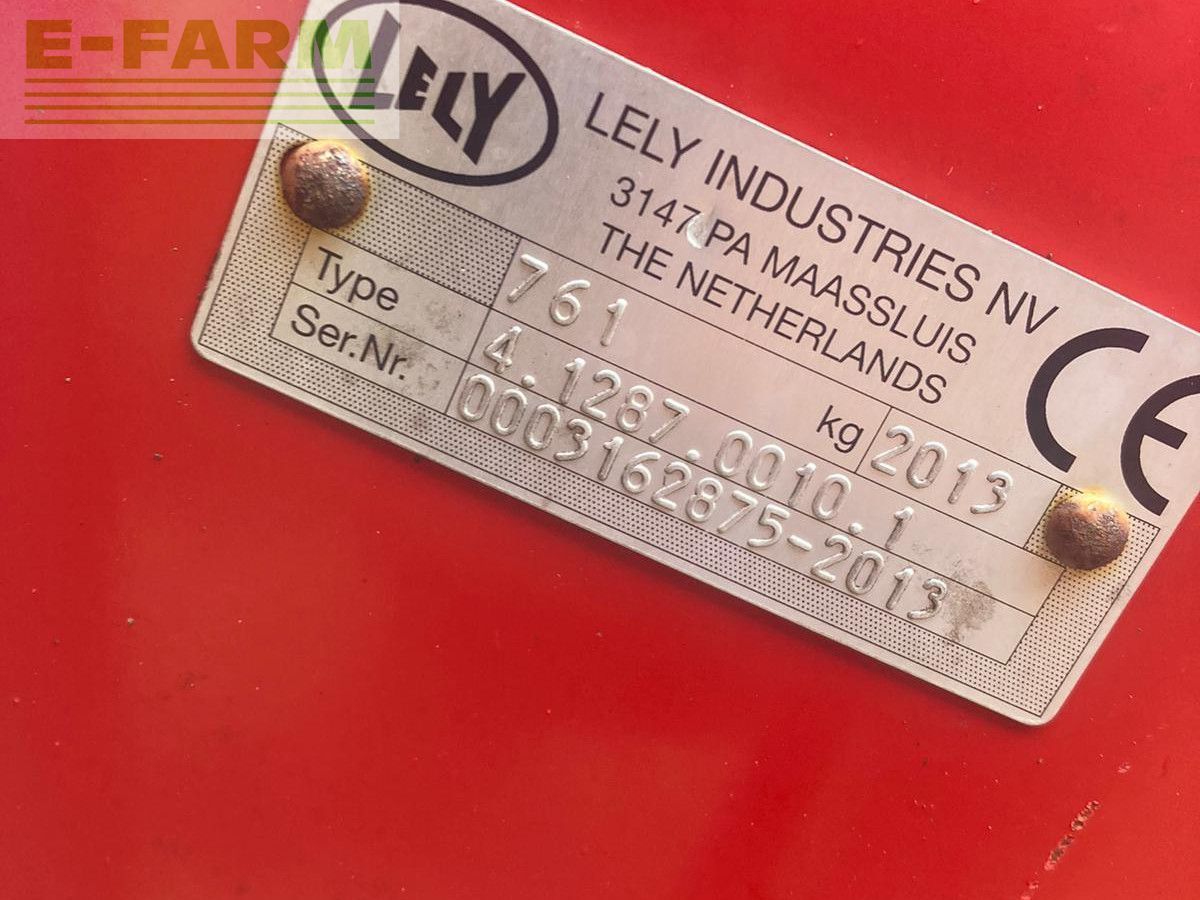 E-FARM
LELY
LELY INDUSTRIES NV
3147 PA MAASSLUIS
THE NETHERLANDS
CE
761 kg 2013
Type 4.1287.0010.1
Ser.Nr. 0003162875-2013